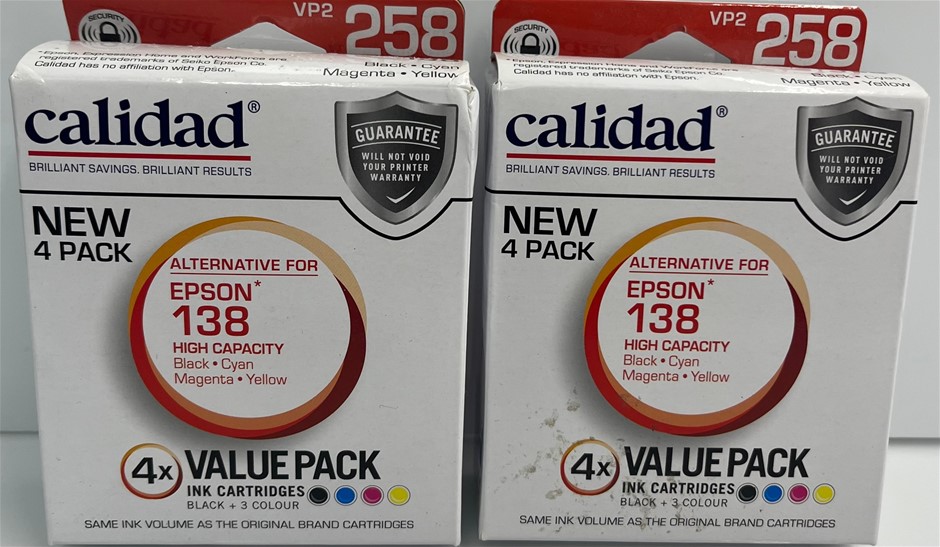 SECURITY
VP2
258
*Epson, Expression Home and WorkForce are
registered trademarks of Seiko Epson Co.
Calidad has no affiliation with Epson.
Black • Cyan
Magenta • Yellow
calidad®
BRILLIANT SAVINGS. BRILLIANT RESULTS
GUARANTEE
WILL NOT VOID
YOUR PRINTER
WARRANTY
NEW
4 PACK
ALTERNATIVE FOR
EPSON*
138
HIGH CAPACITY
Black • Cyan
Magenta • Yellow
4x
VALUE PACK
INK CARTRIDGES
BLACK + 3 COLOUR
SAME INK VOLUME AS THE ORIGINAL BRAND CARTRIDGES
SECURITY
VP2
258
*Epson, Expression Home and WorkForce are
registered trademarks of Seiko Epson Co.
Calidad has no affiliation with Epson.
Black • Cyan
Magenta • Yellow
calidad®
BRILLIANT SAVINGS. BRILLIANT RESULTS
GUARANTEE
WILL NOT VOID
YOUR PRINTER
WARRANTY
NEW
4 PACK
ALTERNATIVE FOR
EPSON*
138
HIGH CAPACITY
Black • Cyan
Magenta • Yellow
4x
VALUE PACK
INK CARTRIDGES
BLACK + 3 COLOUR
SAME INK VOLUME AS THE ORIGINAL BRAND CARTRIDGES